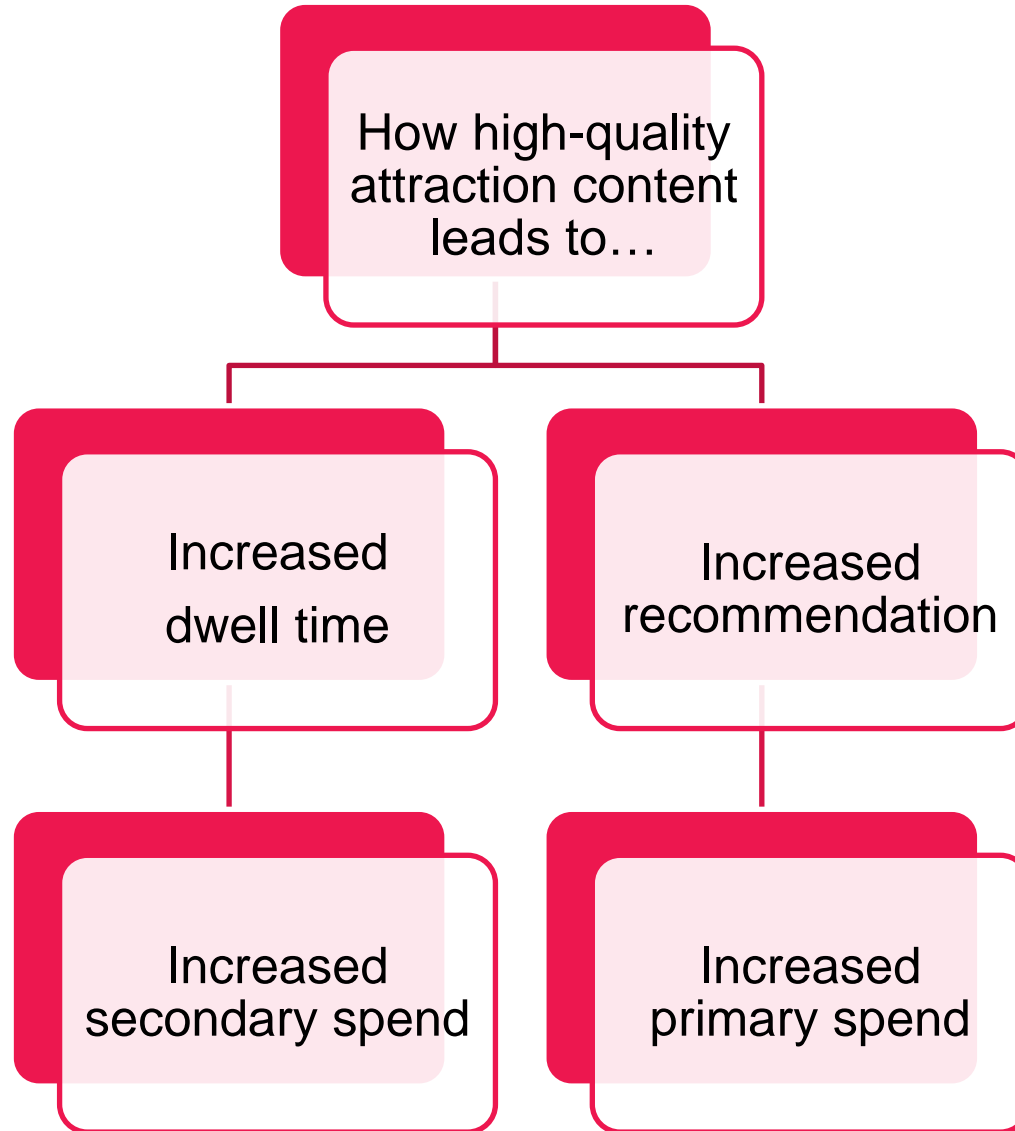 How high-quality
attraction content
leads to…
Increased
dwell time
Increased
recommendation
Increased
secondary spend
Increased
primary spend